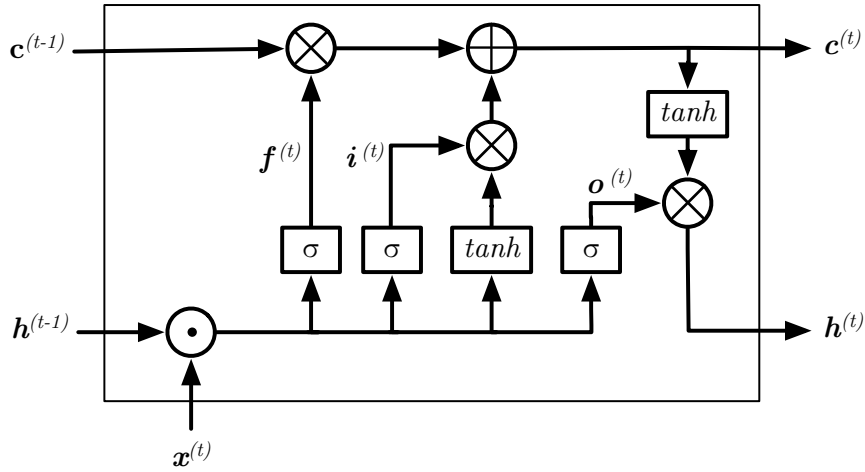 c(t-1)
c(t)
tanh
f(t)
i(t)
o(t)
σ
σ
tanh
σ
h(t-1)
h(t)
x(t)